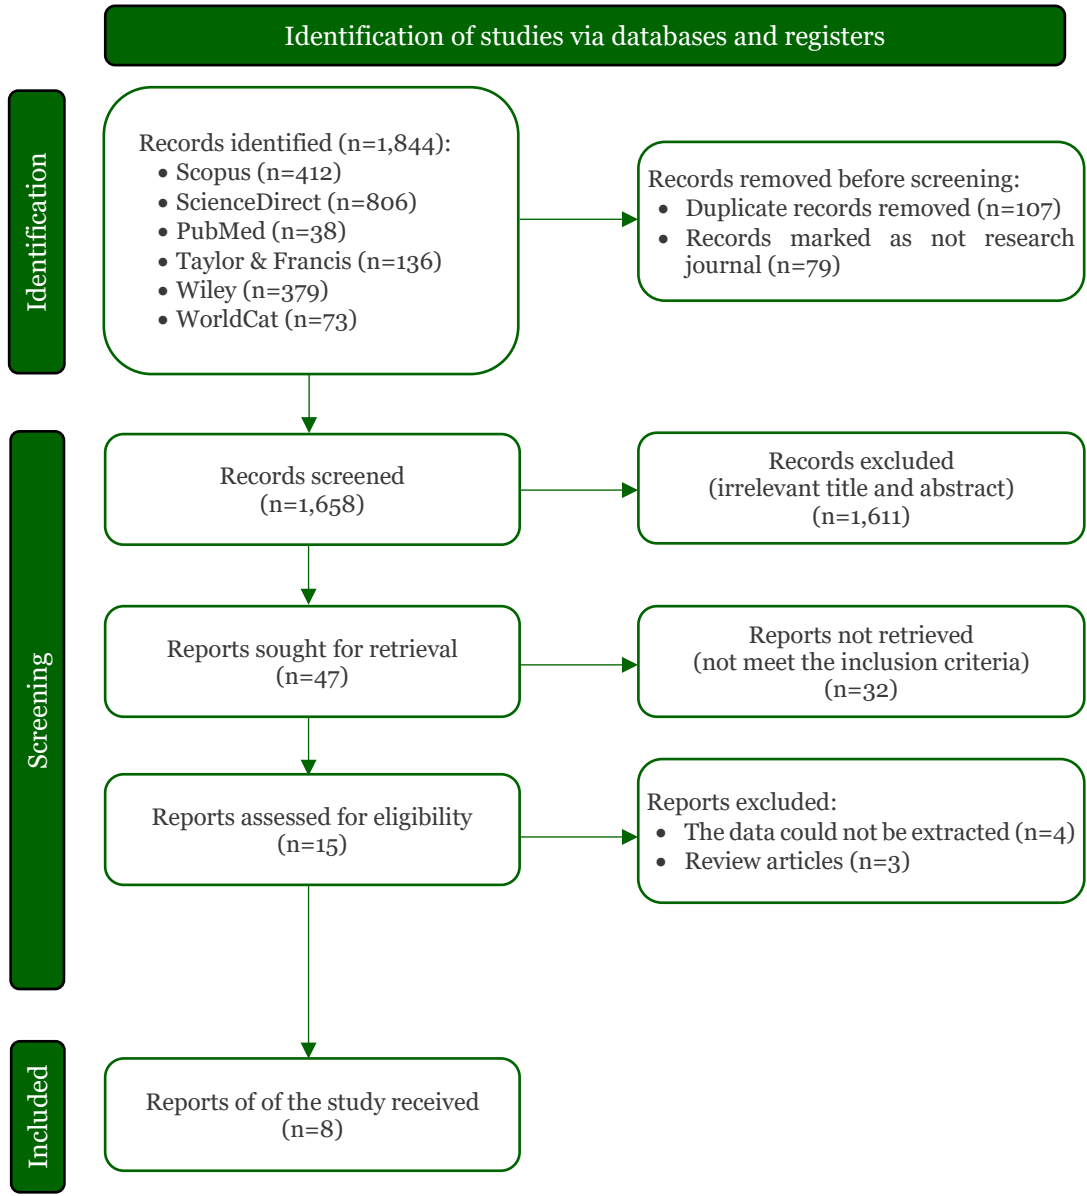 Identification of studies via databases and registers
Identification
Records identified (n=1,844):
• Scopus (n=412)
• ScienceDirect (n=806)
• PubMed (n=38)
• Taylor & Francis (n=136)
• Wiley (n=379)
• WorldCat (n=73)
Records removed before screening:
• Duplicate records removed (n=107)
• Records marked as not research
journal (n=79)
Screening
Records screened
(n=1,658)
Records excluded
(irrelevant title and abstract)
(n=1,611)
Reports sought for retrieval
(n=47)
Reports not retrieved
(not meet the inclusion criteria)
(n=32)
Reports assessed for eligibility
(n=15)
Reports excluded:
• The data could not be extracted (n=4)
• Review articles (n=3)
Included
Reports of of the study received
(n=8)